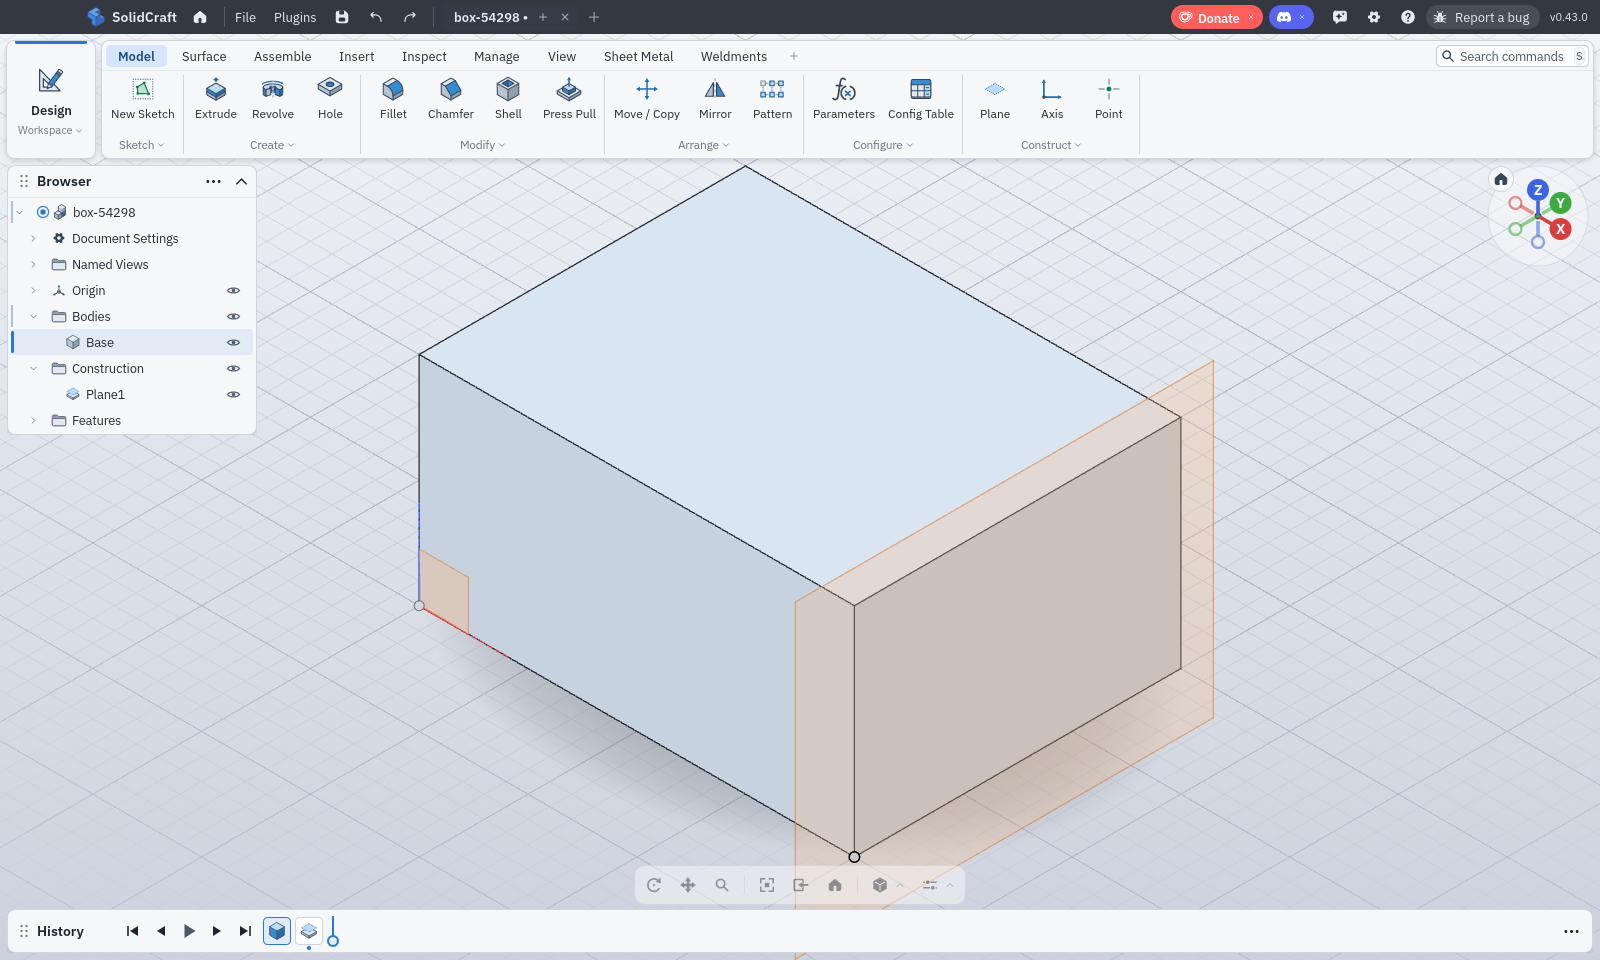 SolidCraft
File
Plugins
box-54298
Donate
Report a bug
v0.43.0
Design
Workspace
Model
Surface
Assemble
Insert
Inspect
Manage
View
Sheet Metal
Weldments
Search commands
S
New Sketch
Extrude
Revolve
Hole
Fillet
Chamfer
Shell
Press Pull
Move / Copy
Mirror
Pattern
Parameters
Config Table
Plane
Axis
Point
Sketch
Create
Modify
Arrange
Configure
Construct
Browser
box-54298
Document Settings
Named Views
Origin
Bodies
Base
Construction
Plane1
Features
Z
Y
X
History